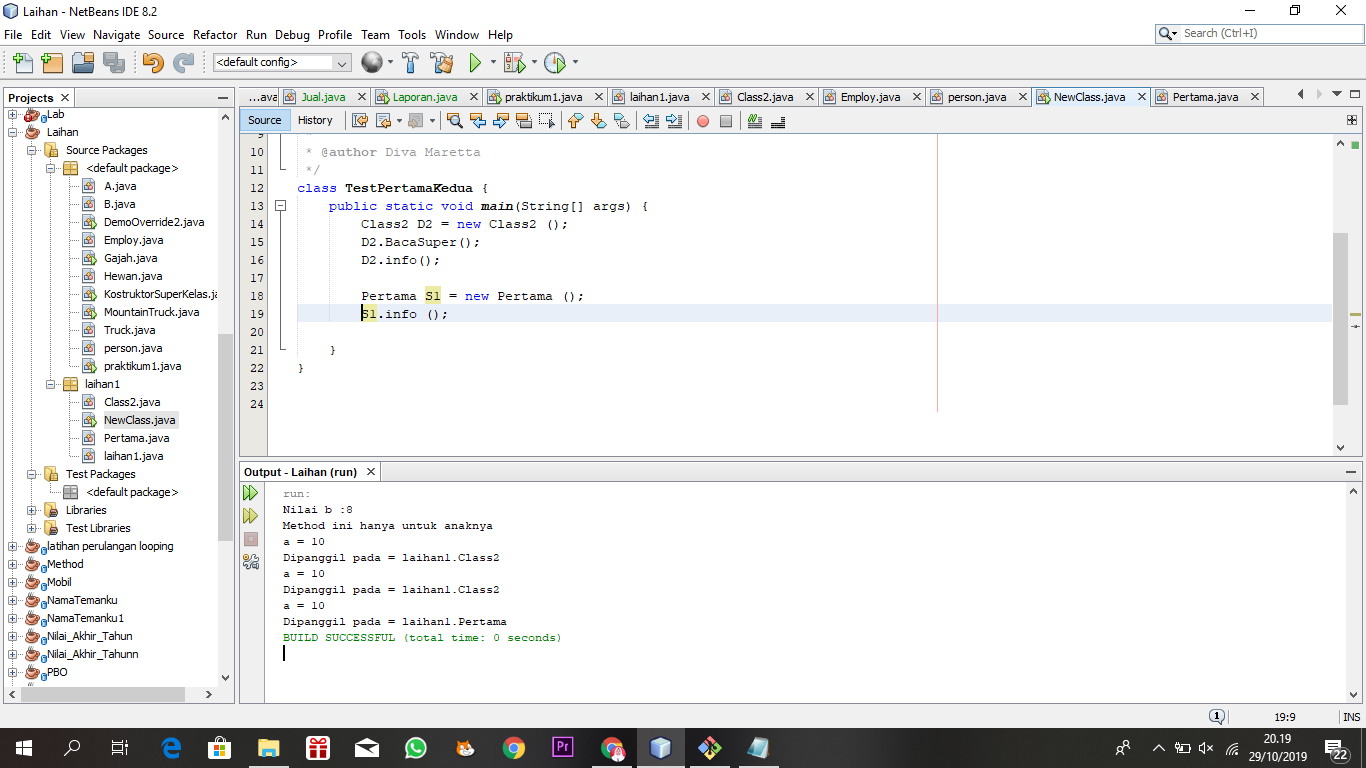 Laihan - NetBeans IDE 8.2
File Edit View Navigate Source Refactor Run Debug Profile Team Tools Window Help
Search (Ctrl+I)
<default config>
Projects
...ava Jual.java Laporan.java praktikum1.java laihan1.java Class2.java Employ.java person.java NewClass.java Pertama.java
Source History
Lab
Laihan
Source Packages
<default package>
A.java
B.java
DemoOverride2.java
Employ.java
Gajah.java
Hewan.java
KostruktorSuperKelas.ja
MountainTruck.java
Truck.java
person.java
praktikum1.java
laihan1
Class2.java
NewClass.java
Pertama.java
laihan1.java
Test Packages
<default package>
Libraries
Test Libraries
latihan perulangan looping
Method
Mobil
NamaTemanku
NamaTemanku1
Nilai_Akhir_Tahun
Nilai_Akhir_Tahunn
PBO
9 *
10 * @author Diva Maretta
11 */
12 class TestPertamaKedua {
13 public static void main(String[] args) {
14 Class2 D2 = new Class2 ();
15 D2.BacaSuper();
16 D2.info();
17
18 Pertama S1 = new Pertama ();
19 S1.info ();
20
21 }
22 }
23
24
Output - Laihan (run)
run:
Nilai b :8
Method ini hanya untuk anaknya
a = 10
Dipanggil pada = laihan1.Class2
a = 10
Dipanggil pada = laihan1.Class2
a = 10
Dipanggil pada = laihan1.Pertama
BUILD SUCCESSFUL (total time: 0 seconds)
1 19:9 INS
Pr
20.19
29/10/2019
22